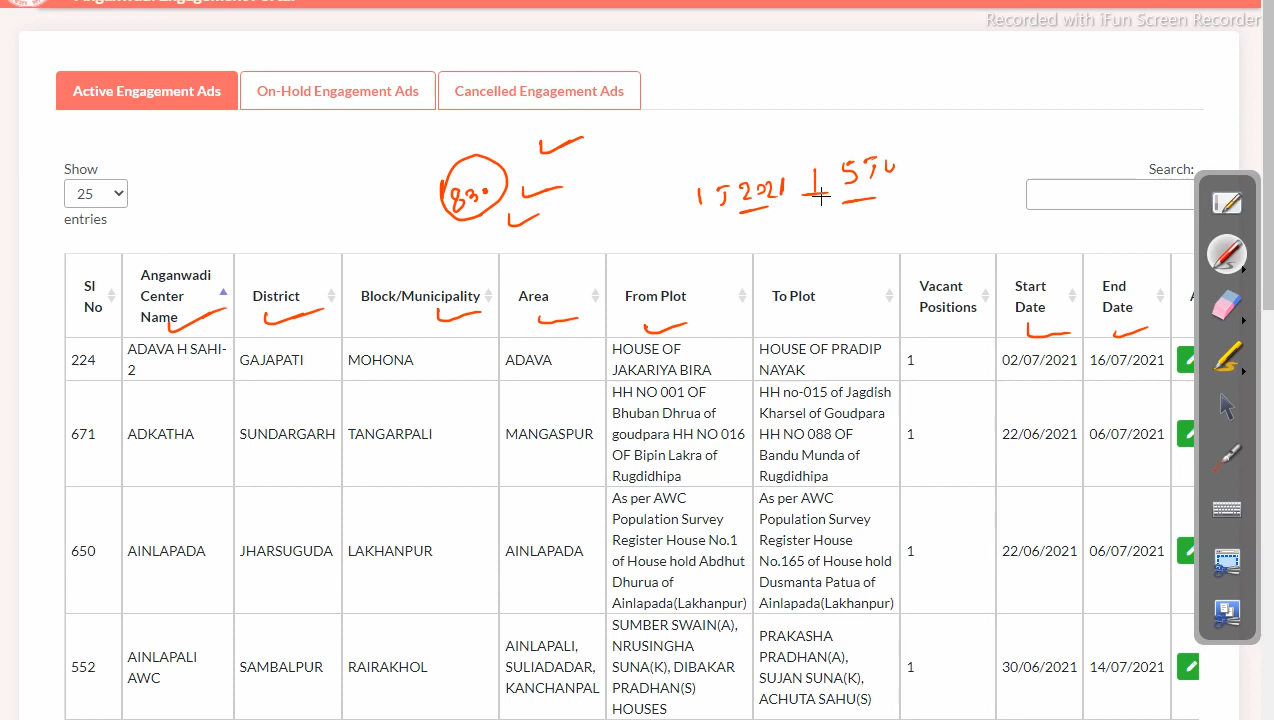 Recorded with iFun Screen Recorder
Active Engagement Ads On-Hold Engagement Ads Cancelled Engagement Ads
Show
25
entries
Search:
830
1 J 2021 5 JU
Sl No Anganwadi Center Name District Block/Municipality Area From Plot To Plot Vacant Positions Start Date End Date
224 ADAVA H SAHI-2 GAJAPATI MOHONA ADAVA HOUSE OF JAKARIYA BIRA HOUSE OF PRADIP NAYAK 1 02/07/2021 16/07/2021
671 ADKATHA SUNDARGARH TANGARPALI MANGASPUR HH NO 001 OF Bhuban Dhrua of goudpara HH NO 016 OF Bipin Lakra of Rugdidhipa HH no-015 of Jagdish Kharsel of Goudpara HH NO 088 OF Bandu Munda of Rugdidhipa 1 22/06/2021 06/07/2021
650 AINLAPADA JHARSUGUDA LAKHANPUR AINLAPADA As per AWC Population Survey Register House No.1 of House hold Abdhut Dhurua of Ainlapada(Lakhanpur) As per AWC Population Survey Register House No.165 of House hold Dusmanta Patua of Ainlapada(Lakhanpur) 1 22/06/2021 06/07/2021
552 AINLAPALI AWC SAMBALPUR RAIRAKHOL AINLAPALI, SULIADADAR, KANCHANPAL SUMBER SWAIN(A), NRUSINGHA SUNA(K), DIBAKAR PRADHAN(S) HOUSES PRAKASHA PRADHAN(A), SUJAN SUNA(K), ACHUTA SAHU(S) 1 30/06/2021 14/07/2021